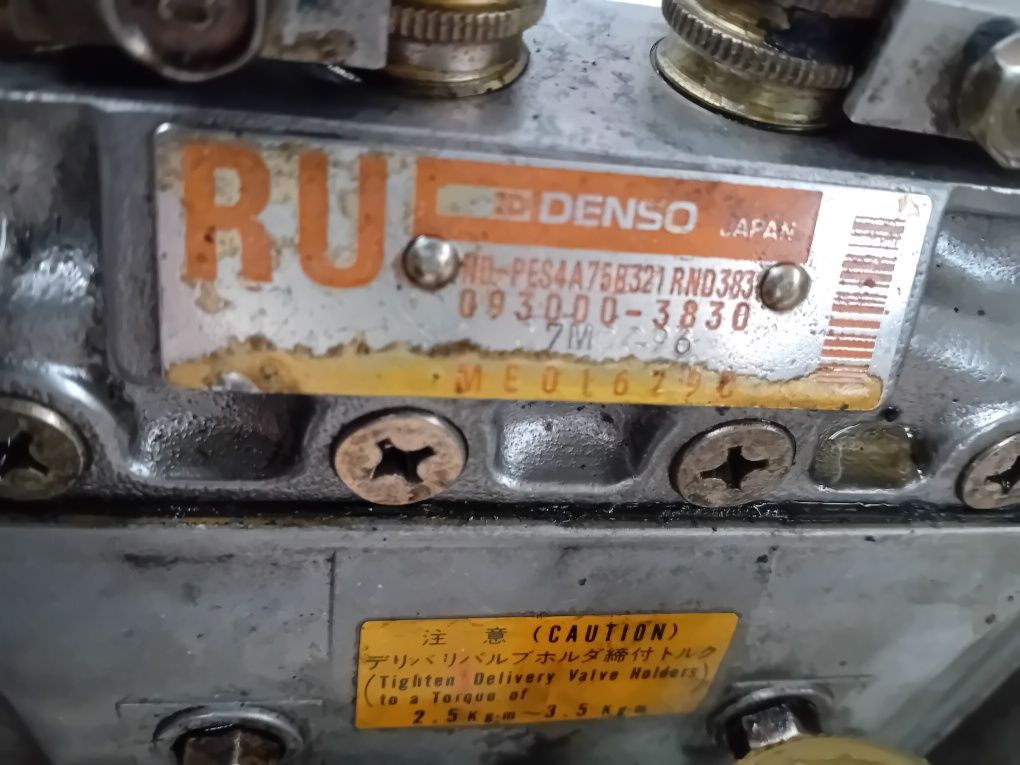 RU
DENSO JAPAN
ND-PES4A75B321RND383
093000-3830
ME016298
注 意 (CAUTION)
デリバリバルブホルダ締付トルク
(Tighten Delivery Valve Holders)
to a Torque of
2.5Kg-m~3.5Kg-m